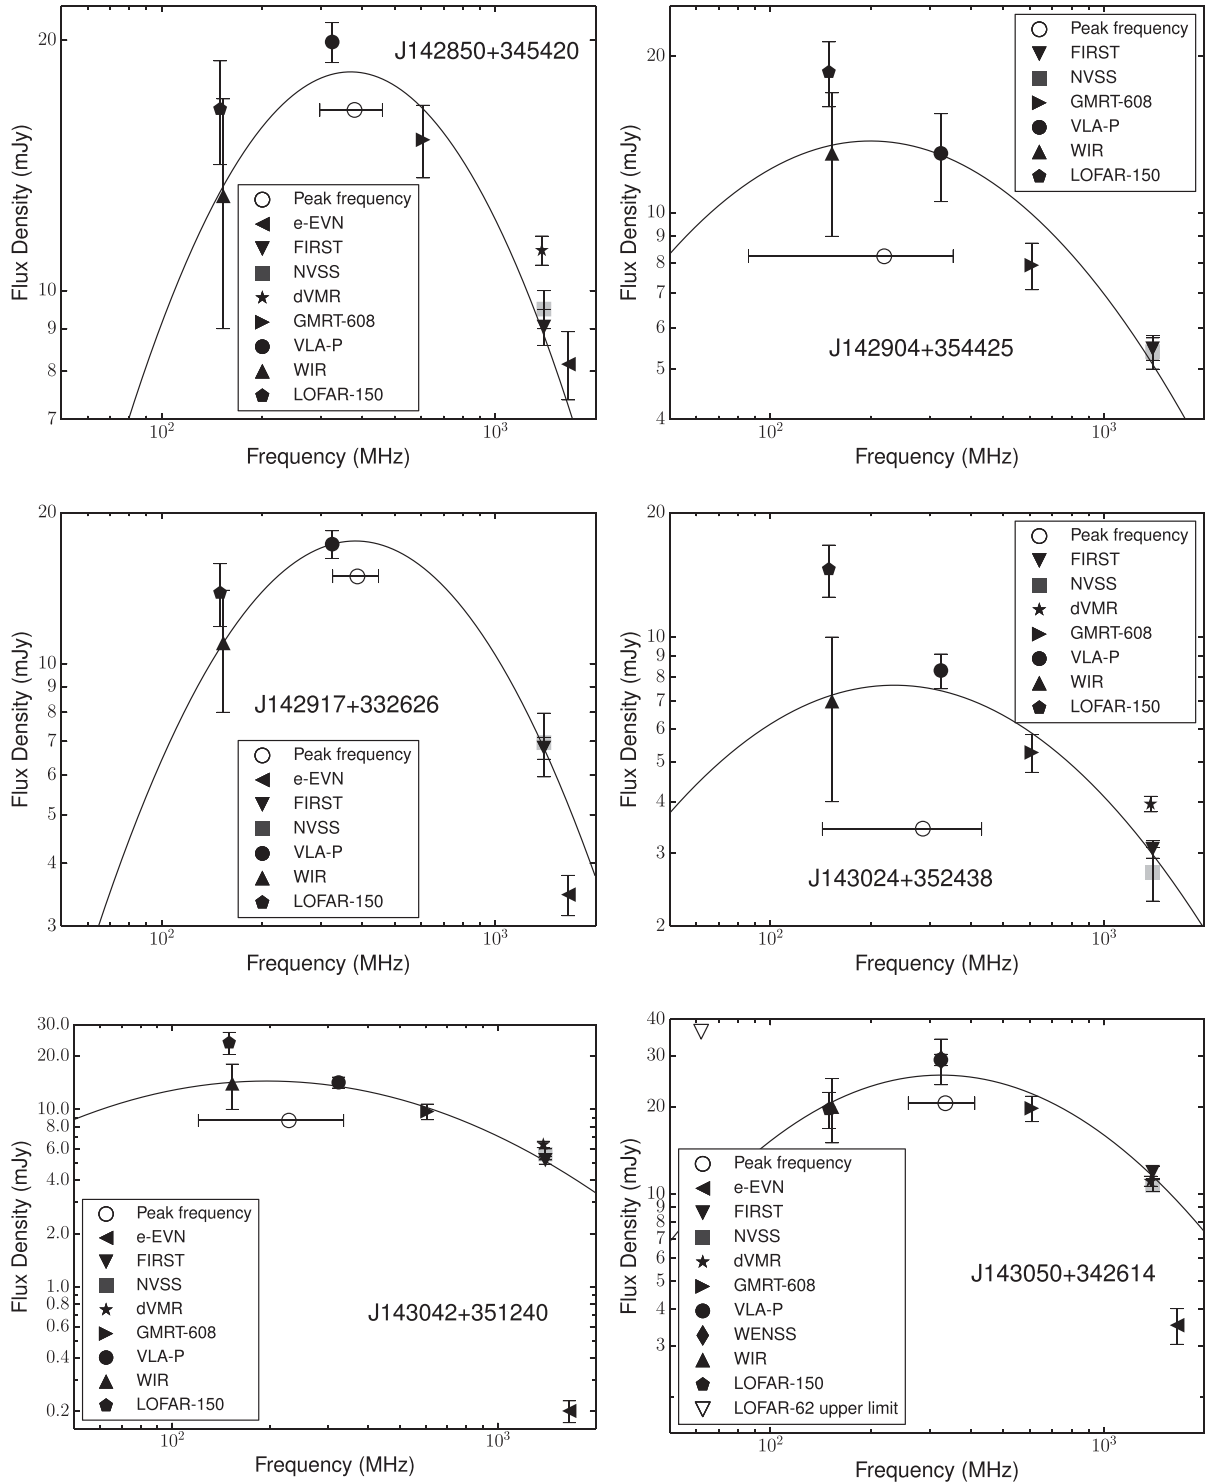 J142850+345420
20
10
9
8
7
Flux Density (mJy)
Peak frequency
e-EVN
FIRST
NVSS
dVMR
GMRT-608
VLA-P
WIR
LOFAR-150
10²
10³
Frequency (MHz)
20
10
9
8
7
6
5
4
Flux Density (mJy)
Peak frequency
FIRST
NVSS
GMRT-608
VLA-P
WIR
LOFAR-150
J142904+354425
10²
10³
Frequency (MHz)
20
10
9
8
7
6
5
4
3
Flux Density (mJy)
J142917+332626
Peak frequency
e-EVN
FIRST
NVSS
VLA-P
WIR
LOFAR-150
10²
10³
Frequency (MHz)
20
10
9
8
7
6
5
4
3
2
Flux Density (mJy)
Peak frequency
FIRST
NVSS
dVMR
GMRT-608
VLA-P
WIR
LOFAR-150
J143024+352438
10²
10³
Frequency (MHz)
30.0
20.0
10.0
8.0
6.0
4.0
2.0
1.0
0.8
0.6
0.4
0.2
Flux Density (mJy)
Peak frequency
e-EVN
FIRST
NVSS
dVMR
GMRT-608
VLA-P
WIR
LOFAR-150
J143042+351240
10²
10³
Frequency (MHz)
40
30
20
10
9
8
7
6
5
4
3
Flux Density (mJy)
Peak frequency
e-EVN
FIRST
NVSS
dVMR
GMRT-608
VLA-P
WENSS
WIR
LOFAR-150
LOFAR-62 upper limit
J143050+342614
10²
10³
Frequency (MHz)